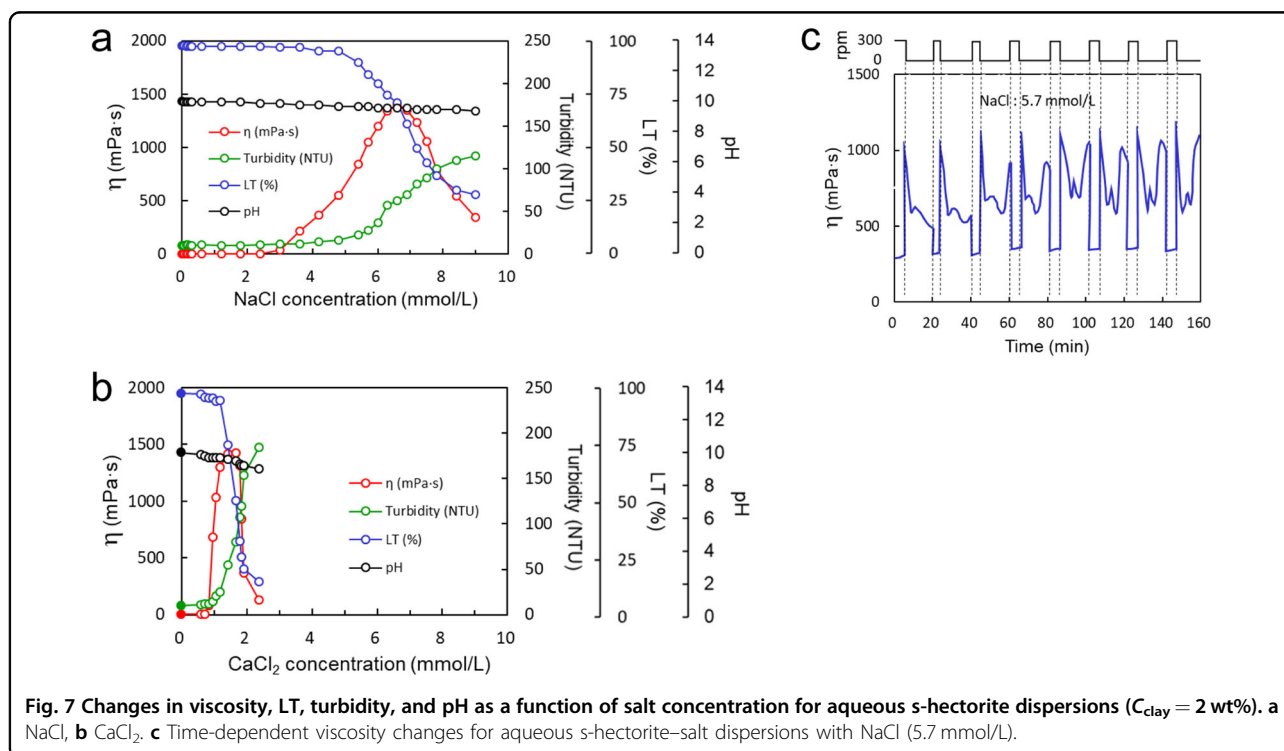 a
2000
1500
1000
500
0
η (mPa·s)
η (mPa·s)
Turbidity (NTU)
LT (%)
pH
0 2 4 6 8 10
NaCl concentration (mmol/L)
250
200
150
100
50
0
Turbidity (NTU)
100
75
50
25
0
LT (%)
14
12
10
8
6
4
2
0
pH
c
rpm
300
0
1500
1000
500
0
η (mPa·s)
NaCl : 5.7 mmol/L
0 20 40 60 80 100 120 140 160
Time (min)
b
2000
1500
1000
500
0
η (mPa·s)
η (mPa·s)
Turbidity (NTU)
LT (%)
pH
0 2 4 6 8 10
CaCl₂ concentration (mmol/L)
250
200
150
100
50
0
Turbidity (NTU)
100
75
50
25
0
LT (%)
14
12
10
8
6
4
2
0
pH
Fig. 7 Changes in viscosity, LT, turbidity, and pH as a function of salt concentration for aqueous s-hectorite dispersions (C_clay = 2 wt%). a
NaCl, b CaCl₂. c Time-dependent viscosity changes for aqueous s-hectorite–salt dispersions with NaCl (5.7 mmol/L).